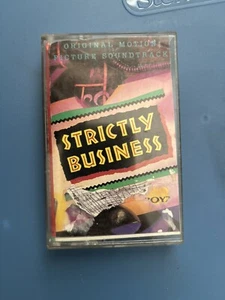 ORIGINAL MOTION
PICTURE SOUNDTRACK
STRICTLY
BUSINESS